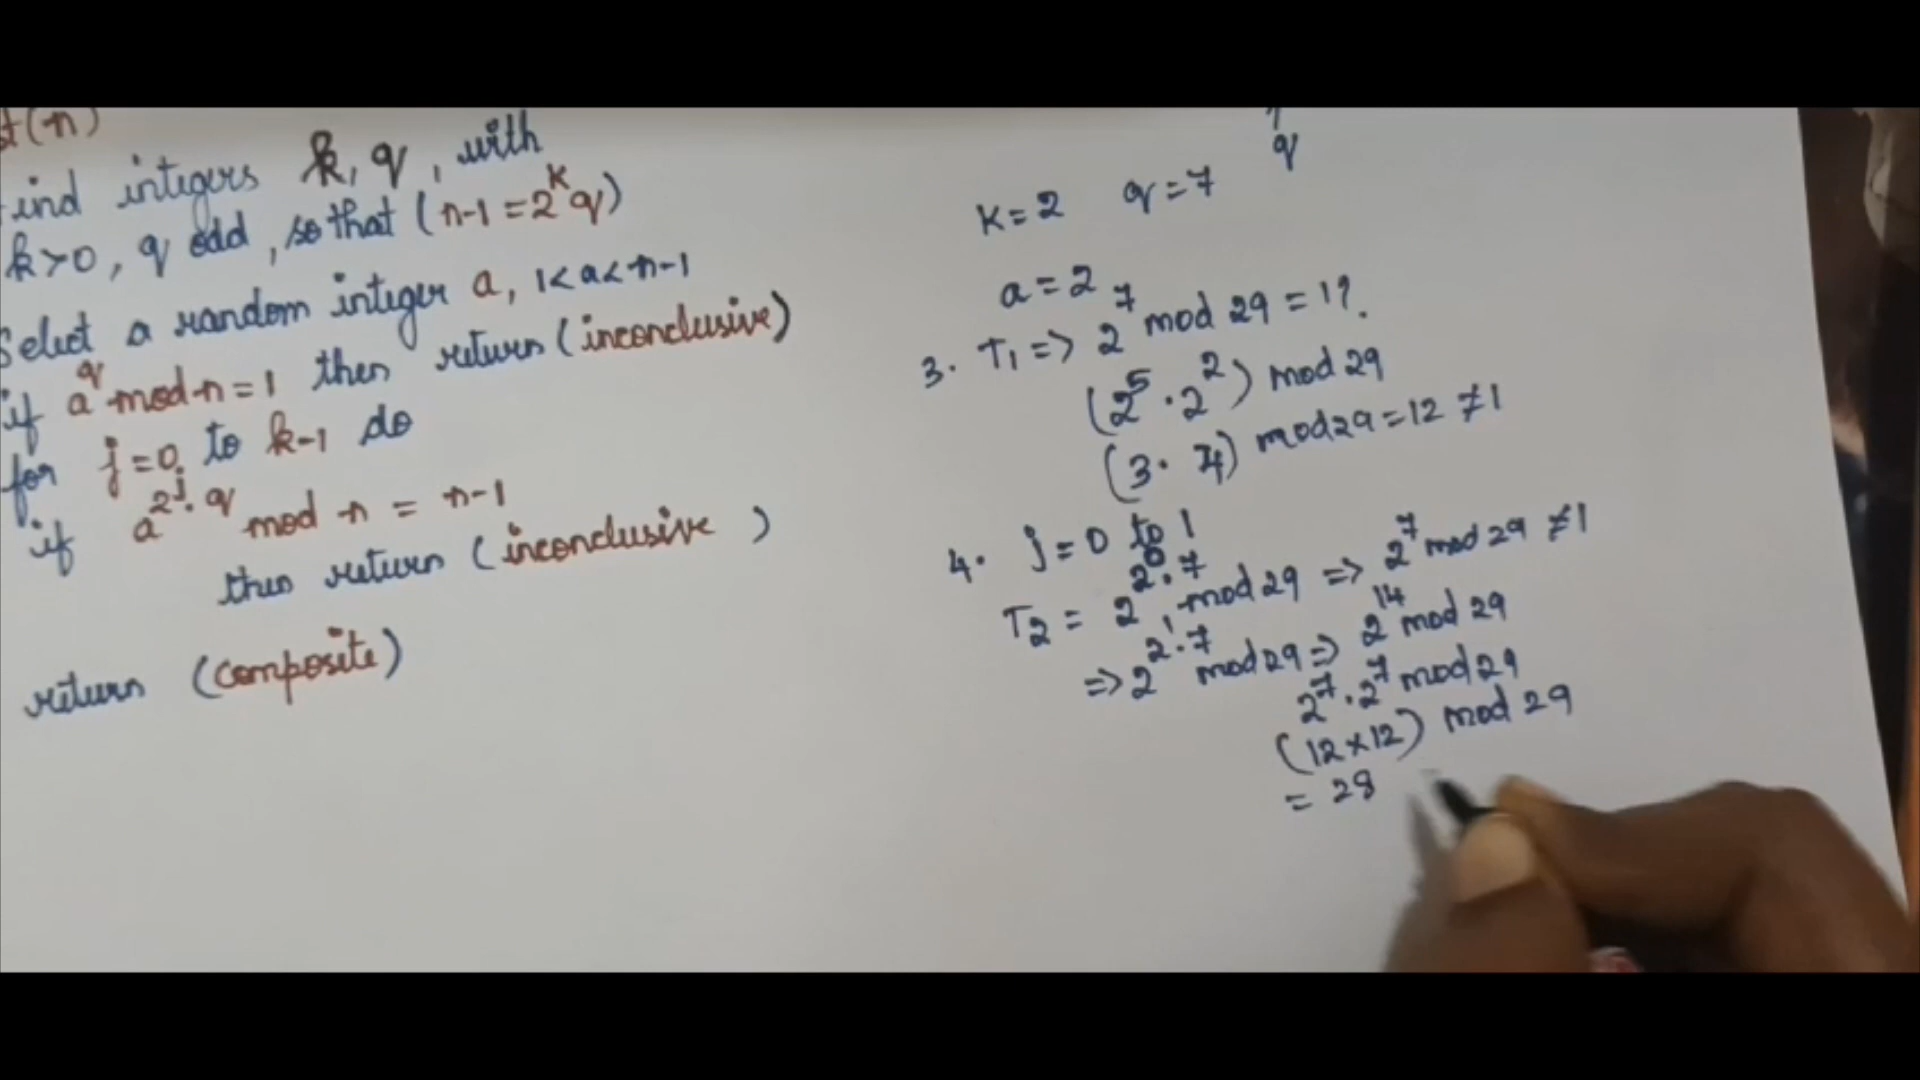 st(n)
Find integers k, q, with
k>0, q odd, so that (n-1 = 2^k q)
Select a random integer a, 1<a<n-1
if a^q mod n = 1 then return (inconclusive)
for j=0 to k-1 do
if a^{2^j.q} mod n = n-1
then return (inconclusive)
return (composite)
q
K=2 q=7
a=2
3. T1 => 2^7 mod 29 = 1?.
(2^5 . 2^2) mod 29
(3. 4) mod 29 = 12 ≠ 1
4. j=0 to 1
T2 = 2^{2^0.7} mod 29 => 2^7 mod 29 ≠ 1
=> 2^{2^1.7} mod 29 => 2^14 mod 29
2^7 . 2^7 mod 29
(12×12) mod 29
= 28